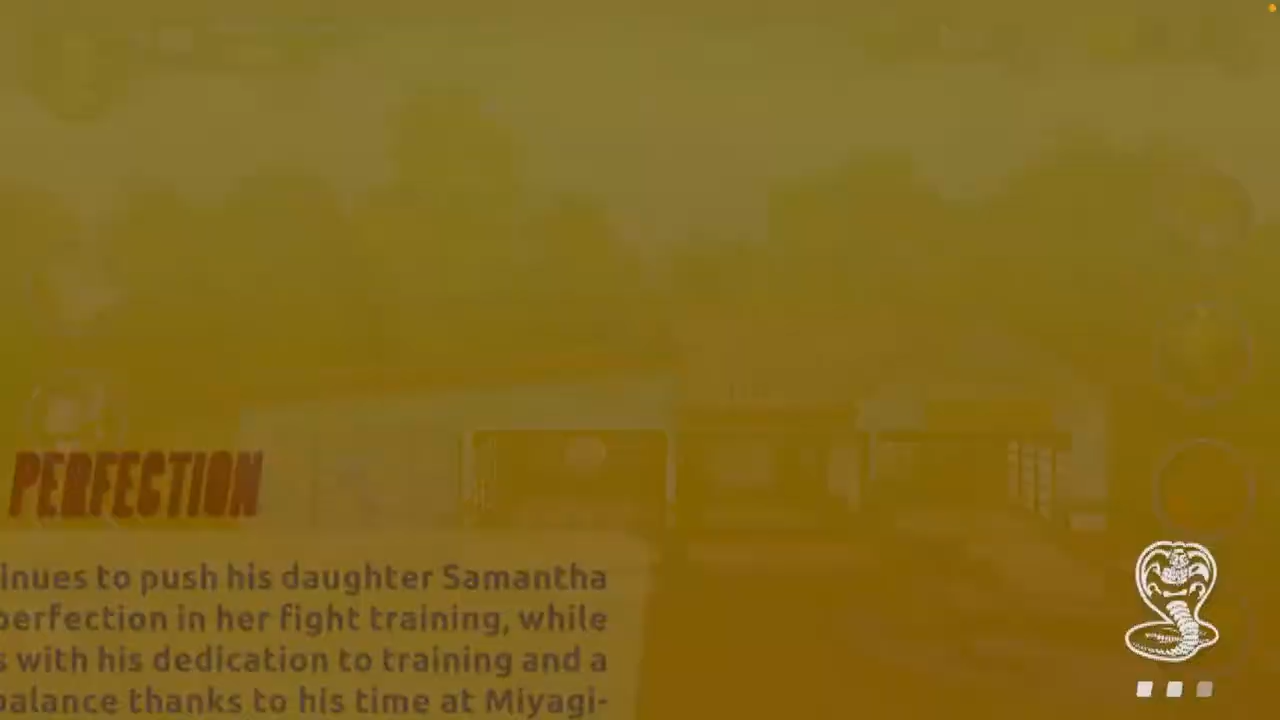 PERFECTION
inues to push his daughter Samantha
perfection in her fight training, while
s with his dedication to training and a
balance thanks to his time at Miyagi-